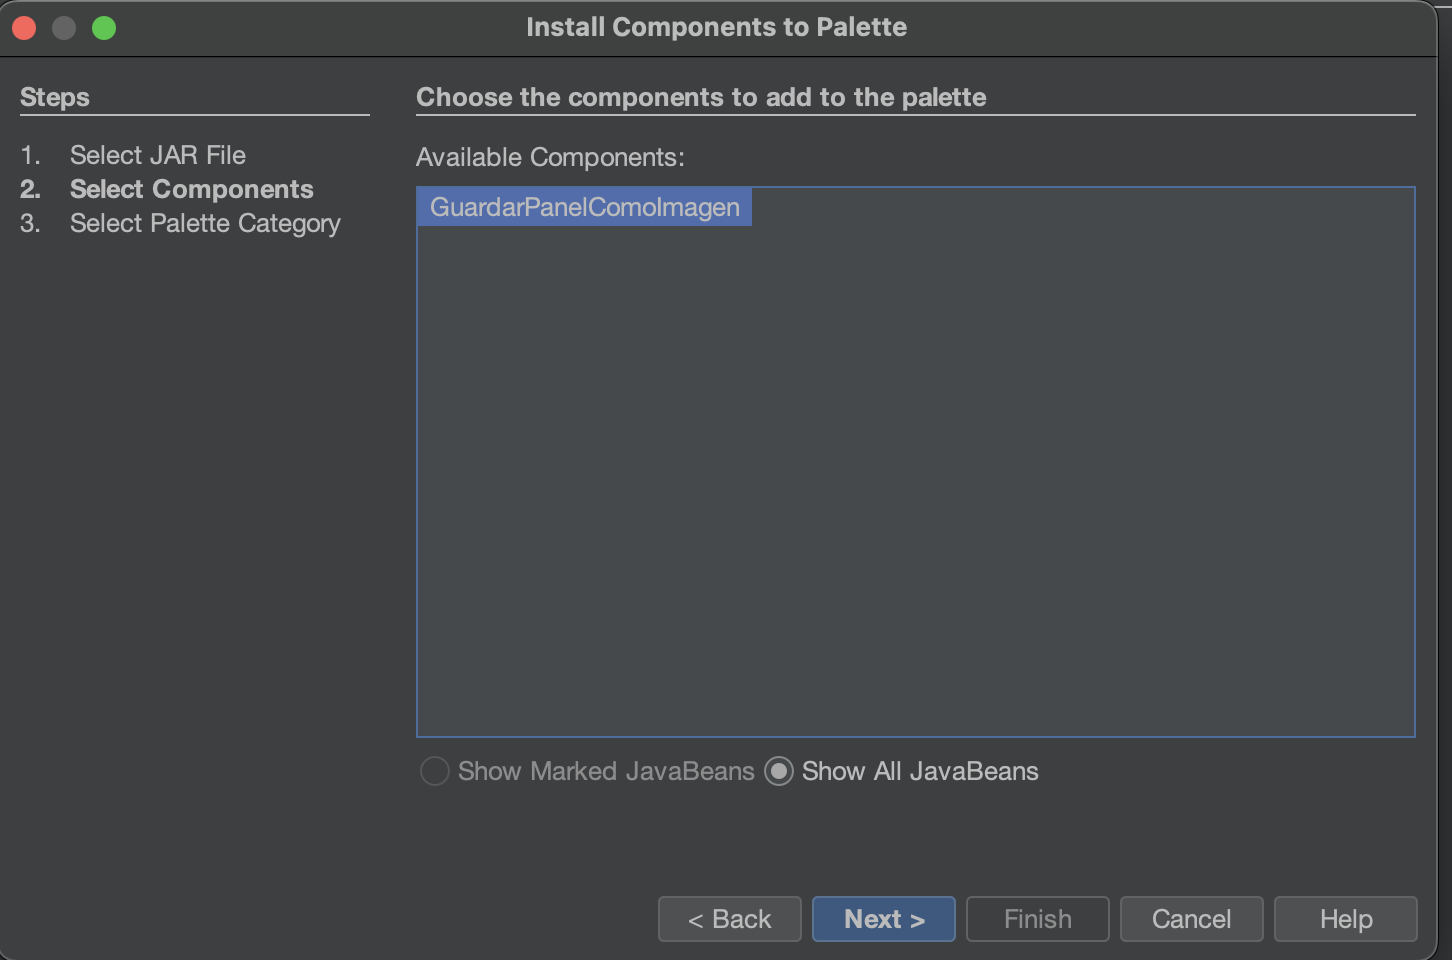 Install Components to Palette
Steps
1. Select JAR File
2. Select Components
3. Select Palette Category
Choose the components to add to the palette
Available Components:
GuardarPanelComoImagen
Show Marked JavaBeans Show All JavaBeans
< Back Next > Finish Cancel Help